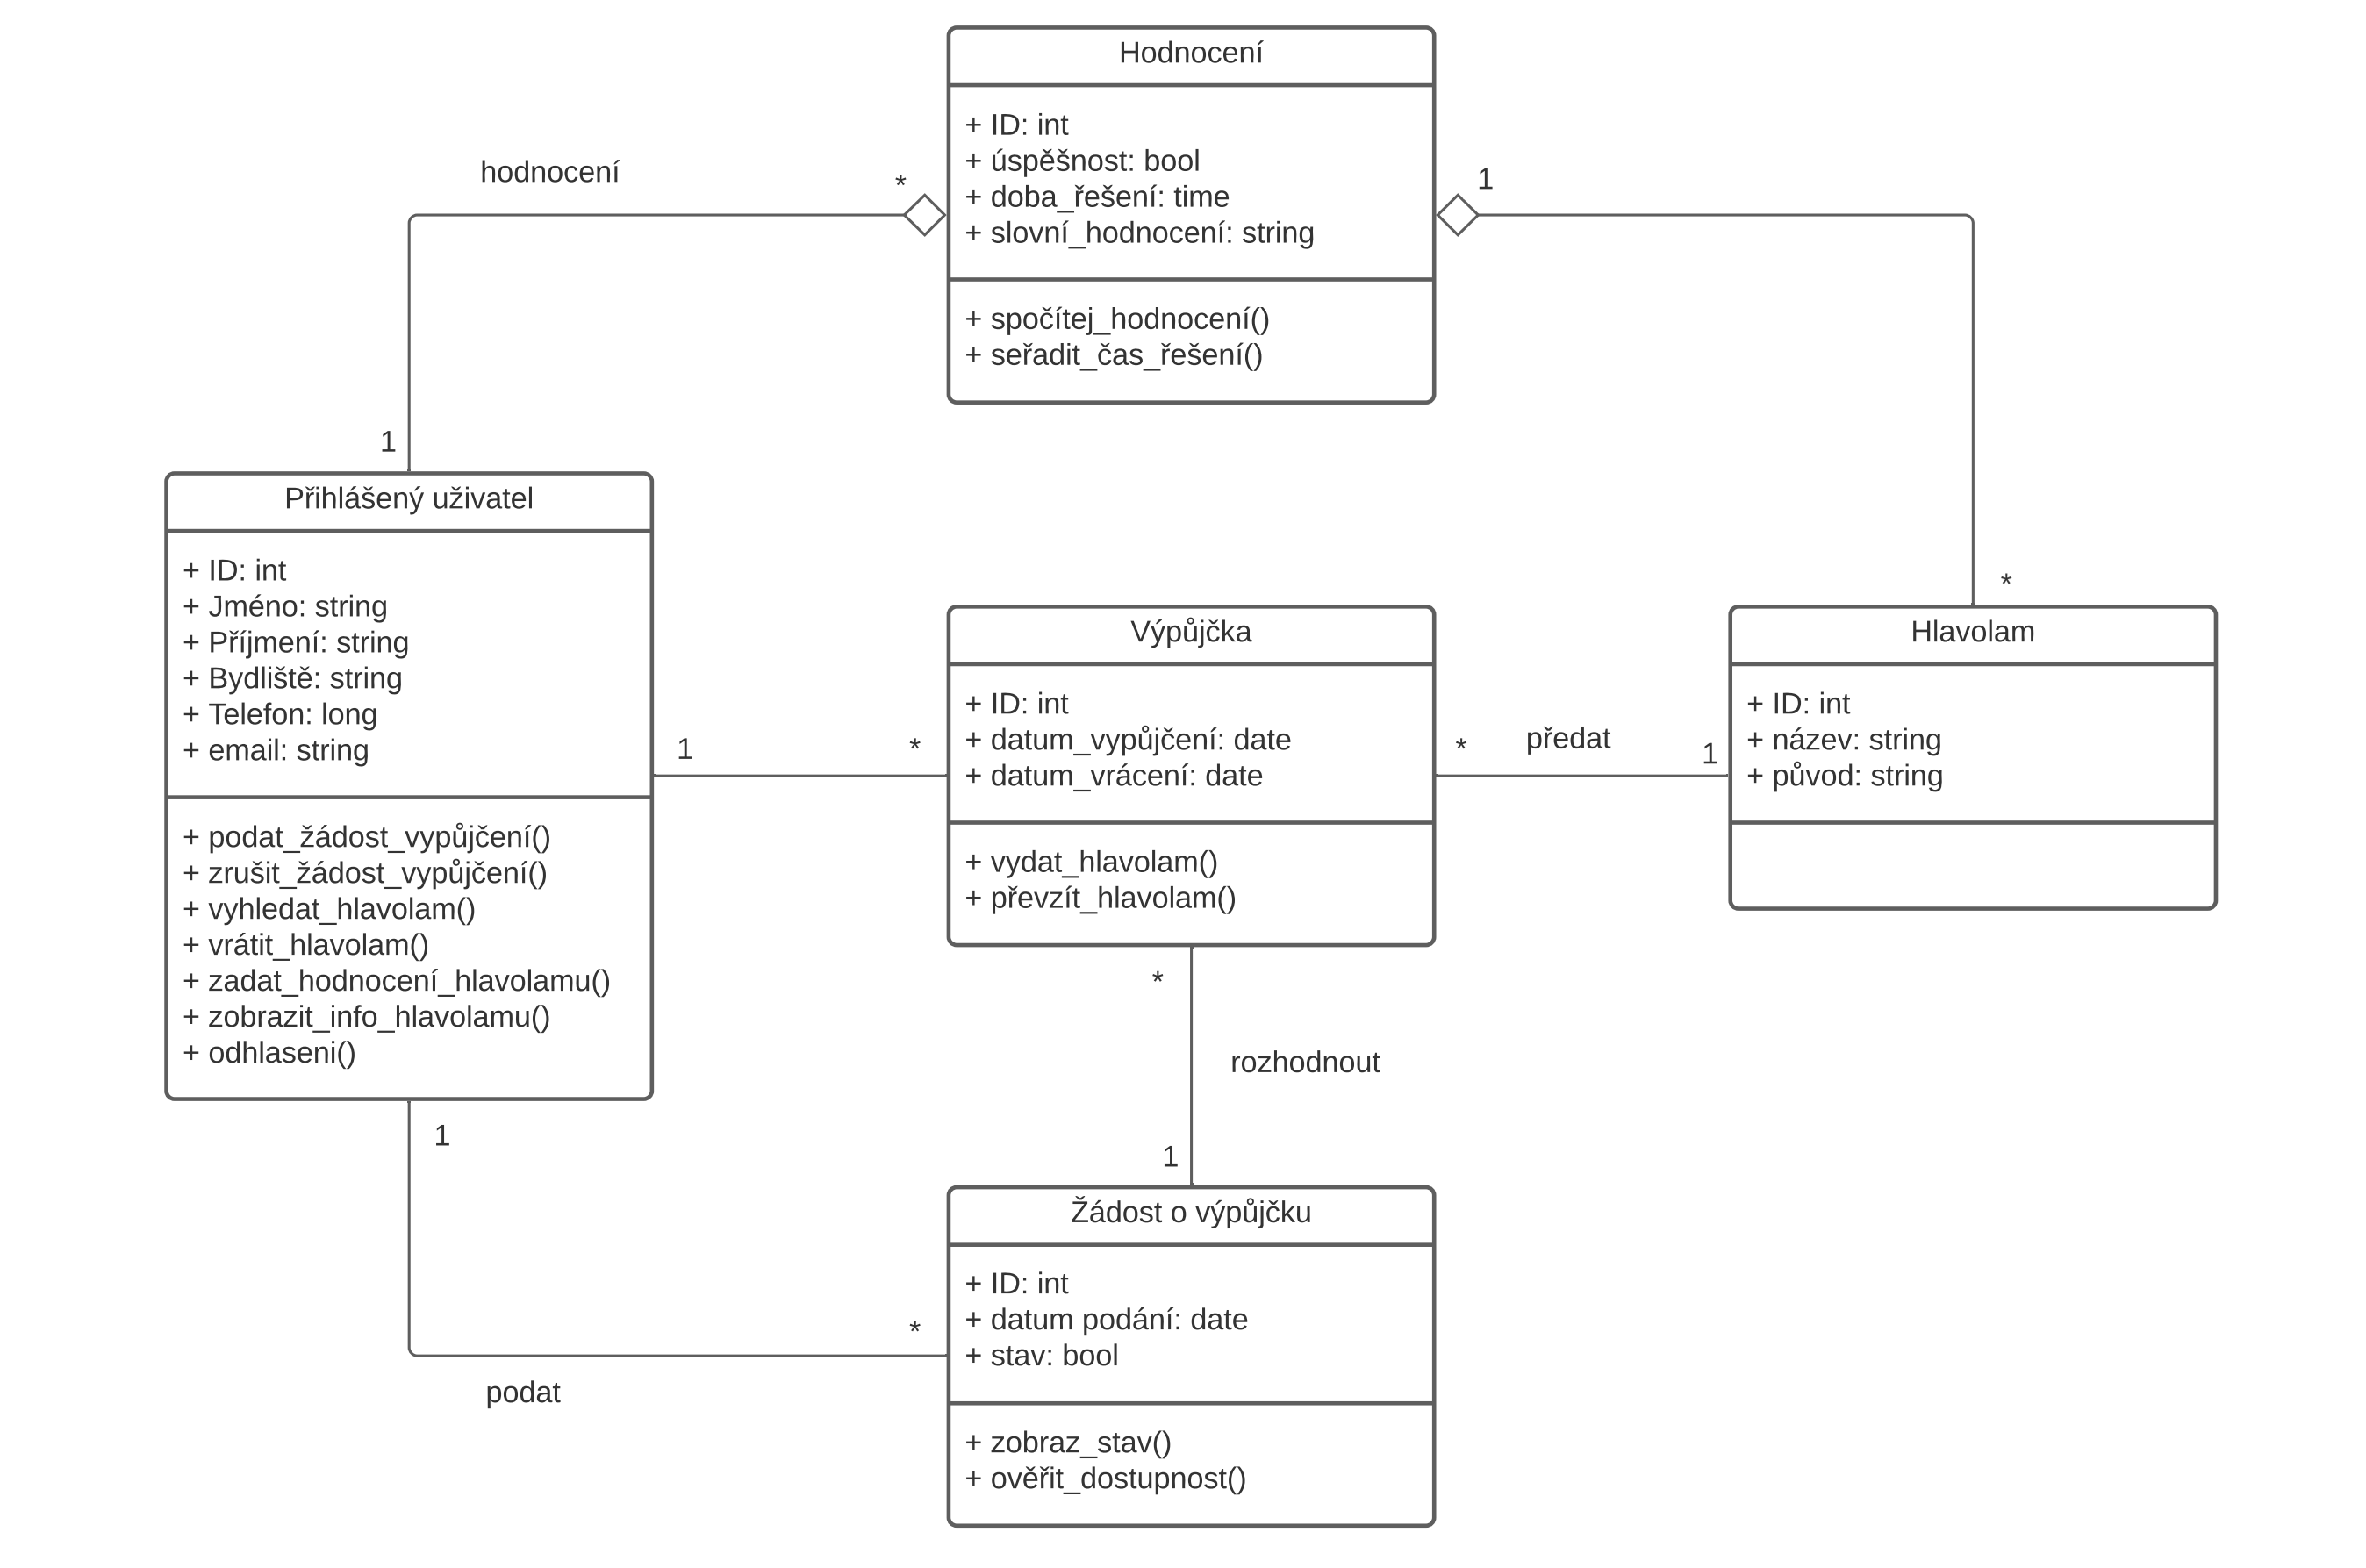 Hodnocení
+ ID: int
+ úspěšnost: bool
+ doba_řešení: time
+ slovní_hodnocení: string
+ spočítej_hodnocení()
+ seřadit_čas_řešení()
hodnocení
*
1
1
*
Přihlášený uživatel
+ ID: int
+ Jméno: string
+ Příjmení: string
+ Bydliště: string
+ Telefon: long
+ email: string
+ podat_žádost_vypůjčení()
+ zrušit_žádost_vypůjčení()
+ vyhledat_hlavolam()
+ vrátit_hlavolam()
+ zadat_hodnocení_hlavolamu()
+ zobrazit_info_hlavolamu()
+ odhlaseni()
1
*
Výpůjčka
+ ID: int
+ datum_vypůjčení: date
+ datum_vrácení: date
+ vydat_hlavolam()
+ převzít_hlavolam()
*
předat
1
Hlavolam
+ ID: int
+ název: string
+ původ: string
*
rozhodnout
1
1
*
podat
Žádost o výpůjčku
+ ID: int
+ datum podání: date
+ stav: bool
+ zobraz_stav()
+ ověřit_dostupnost()